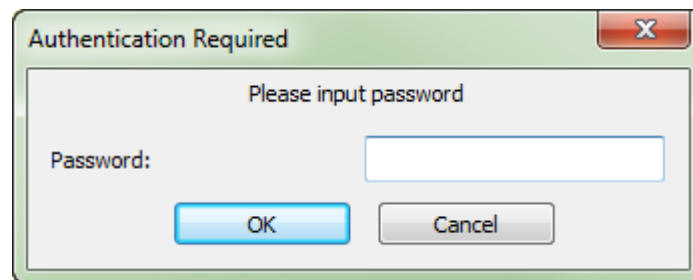 Authentication Required
Please input password
Password:
OK
Cancel